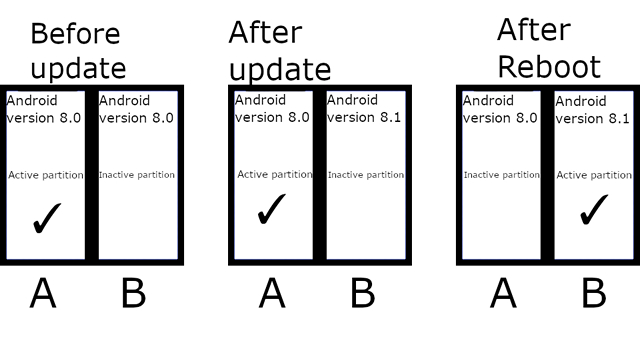 Before
update
Android
version 8.0
Active partition
A
Android
version 8.0
Inactive partition
B
After
update
Android
version 8.0
Active partition
A
Android
version 8.1
Inactive partition
B
After
Reboot
Android
version 8.0
Inactive partition
A
Android
version 8.1
Active partition
B